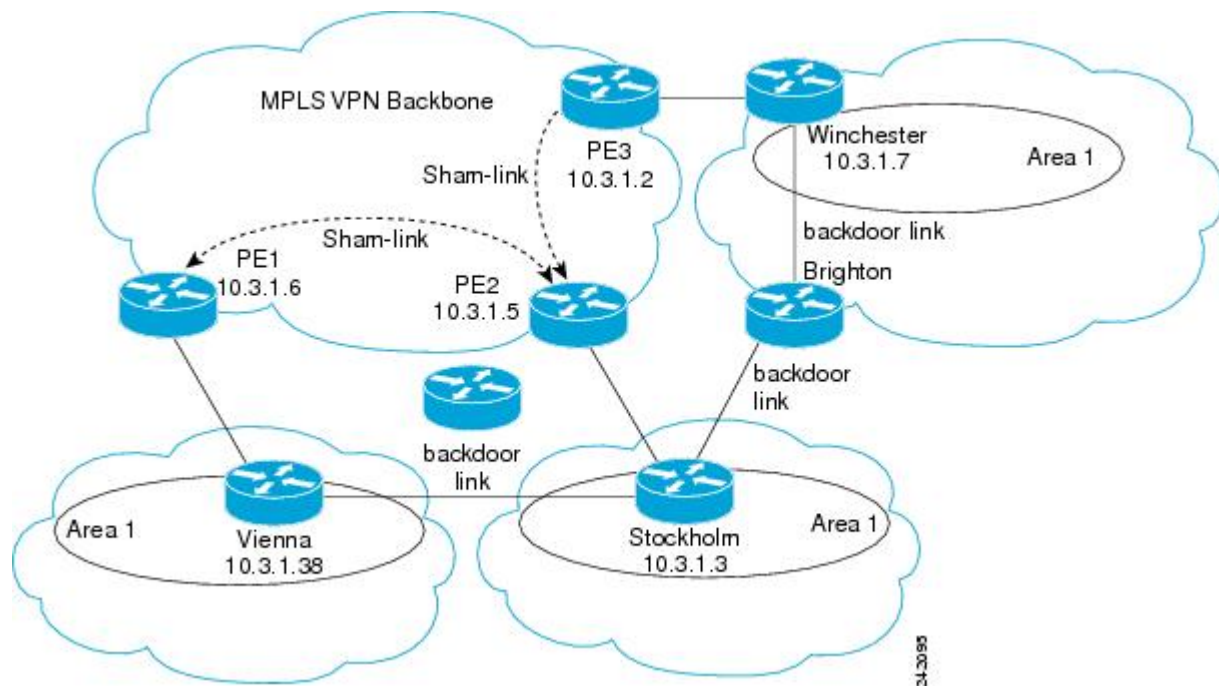 MPLS VPN Backbone
PE3
10.3.1.2
Winchester
10.3.1.7
Area 1
Sham-link
Sham-link
backdoor link
PE1
10.3.1.6
PE2
10.3.1.5
Brighton
backdoor
link
backdoor
link
Area 1
Vienna
10.3.1.38
Stockholm
10.3.1.3
Area 1
243095